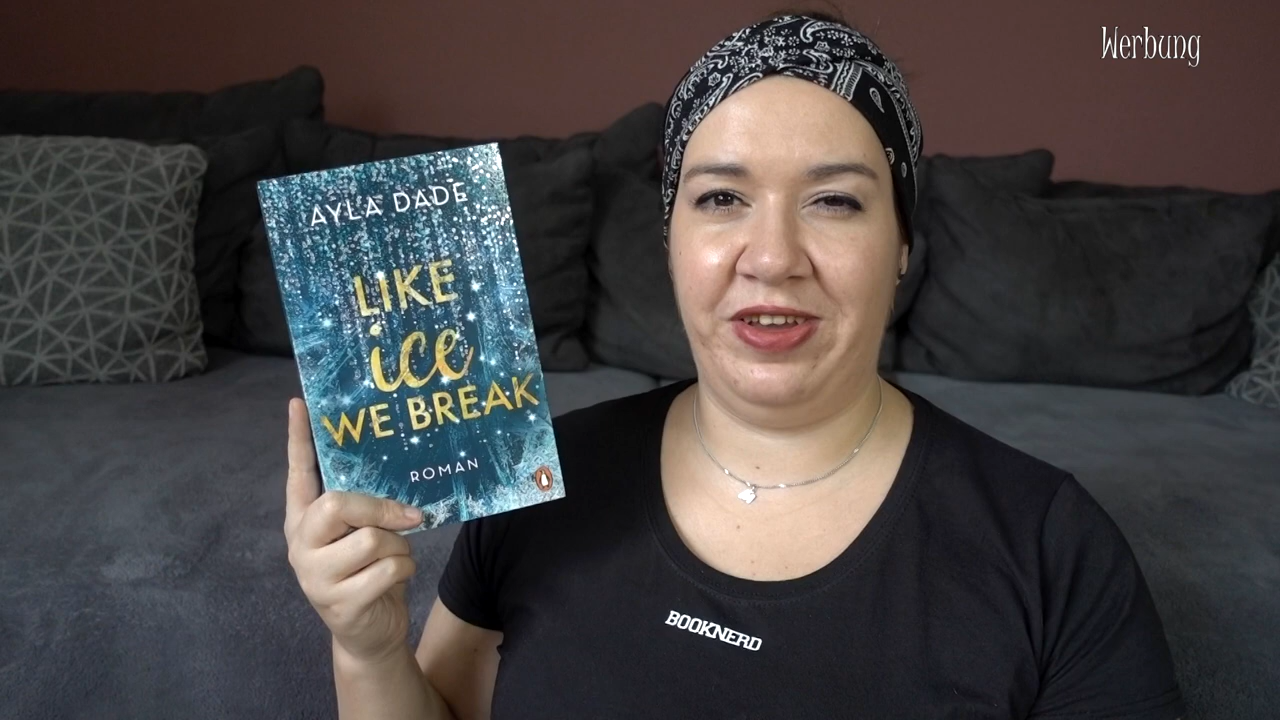 Werbung
AYLA DADE
LIKE
ice
WE BREAK
ROMAN
BOOKNERD